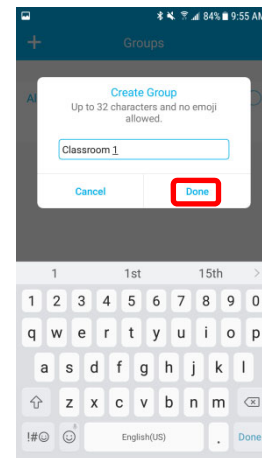 84% 9:55 AM
+ Groups
Al
Create Group
Up to 32 characters and no emoji
allowed.
Classroom 1
Cancel Done
1 1st 15th >
1 2 3 4 5 6 7 8 9 0
q w e r t y u i o p
a s d f g h j k l
z x c v b n m
!#☺ English(US) . Done